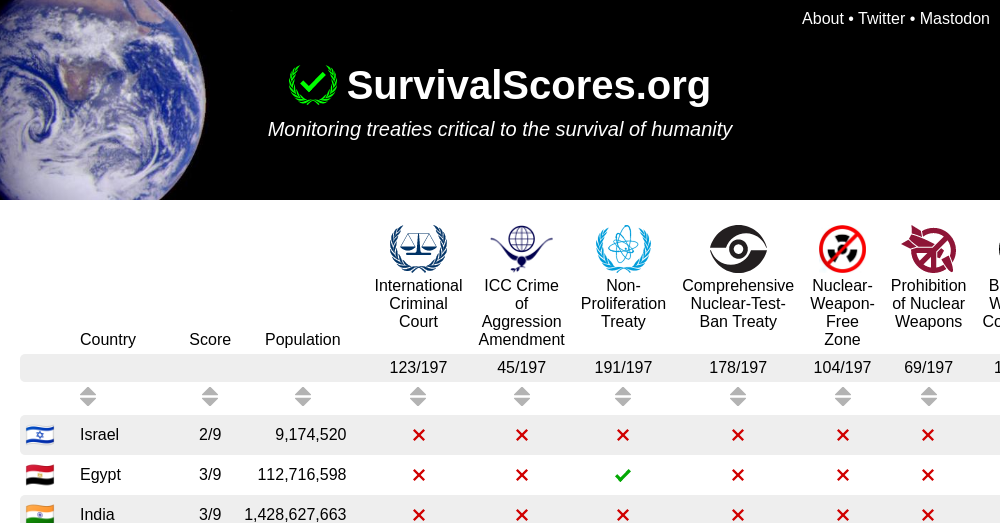 About • Twitter • Mastodon
SurvivalScores.org
Monitoring treaties critical to the survival of humanity
Country Score Population International Criminal Court ICC Crime of Aggression Amendment Non-Proliferation Treaty Comprehensive Nuclear-Test-Ban Treaty Nuclear-Weapon-Free Zone Prohibition of Nuclear Weapons
123/197 45/197 191/197 178/197 104/197 69/197
Israel 2/9 9,174,520
Egypt 3/9 112,716,598
India 3/9 1,428,627,663